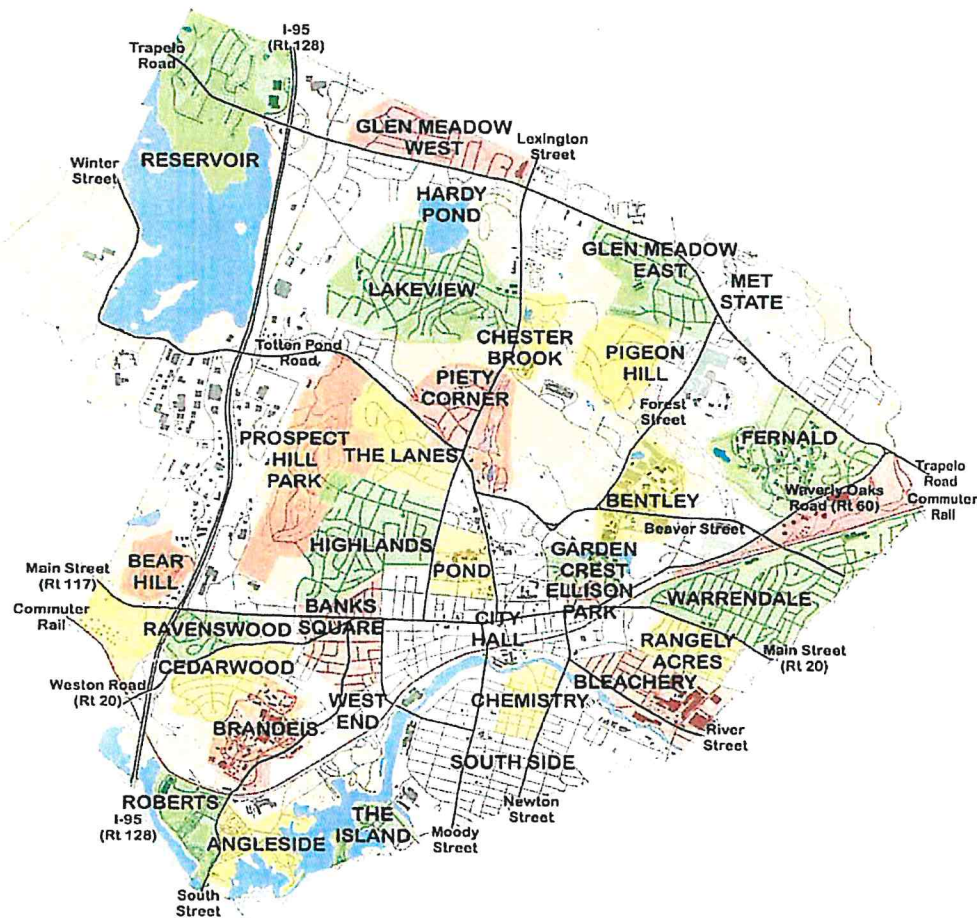 I-95
(Rt 128)
Trapelo
Road
GLEN MEADOW
WEST
Lexington
Street
RESERVOIR
Winter
Street
HARDY
POND
GLEN MEADOW
EAST
MET
STATE
LAKEVIEW
CHESTER
BROOK
Totten Pond
Road
PIGEON
HILL
PIETY
CORNER
Forest
Street
PROSPECT
HILL
PARK
THE LANES
FERNALD
Trapelo
Road
Commuter
Rail
Waverly Oaks
Road (Rt 60)
BENTLEY
Beaver Street
HIGHLANDS
BEAR
HILL
POND
GARDEN
CREST
ELLISON
PARK
Main Street
(Rt 117)
WARRENDALE
Commuter
Rail
BANKS
SQUARE
RAVENSWOOD
CITY
HALL
CEDARWOOD
RANGELY
ACRES
Main Street
(Rt 20)
Weston Road
(Rt 20)
BLEACHERY
WEST
END
CHEMISTRY
BRANDEIS
River
Street
SOUTH SIDE
ROBERTS
I-95
(Rt 128)
THE
ISLAND
Newton
Street
Moody
Street
ANGLESIDE
South
Street